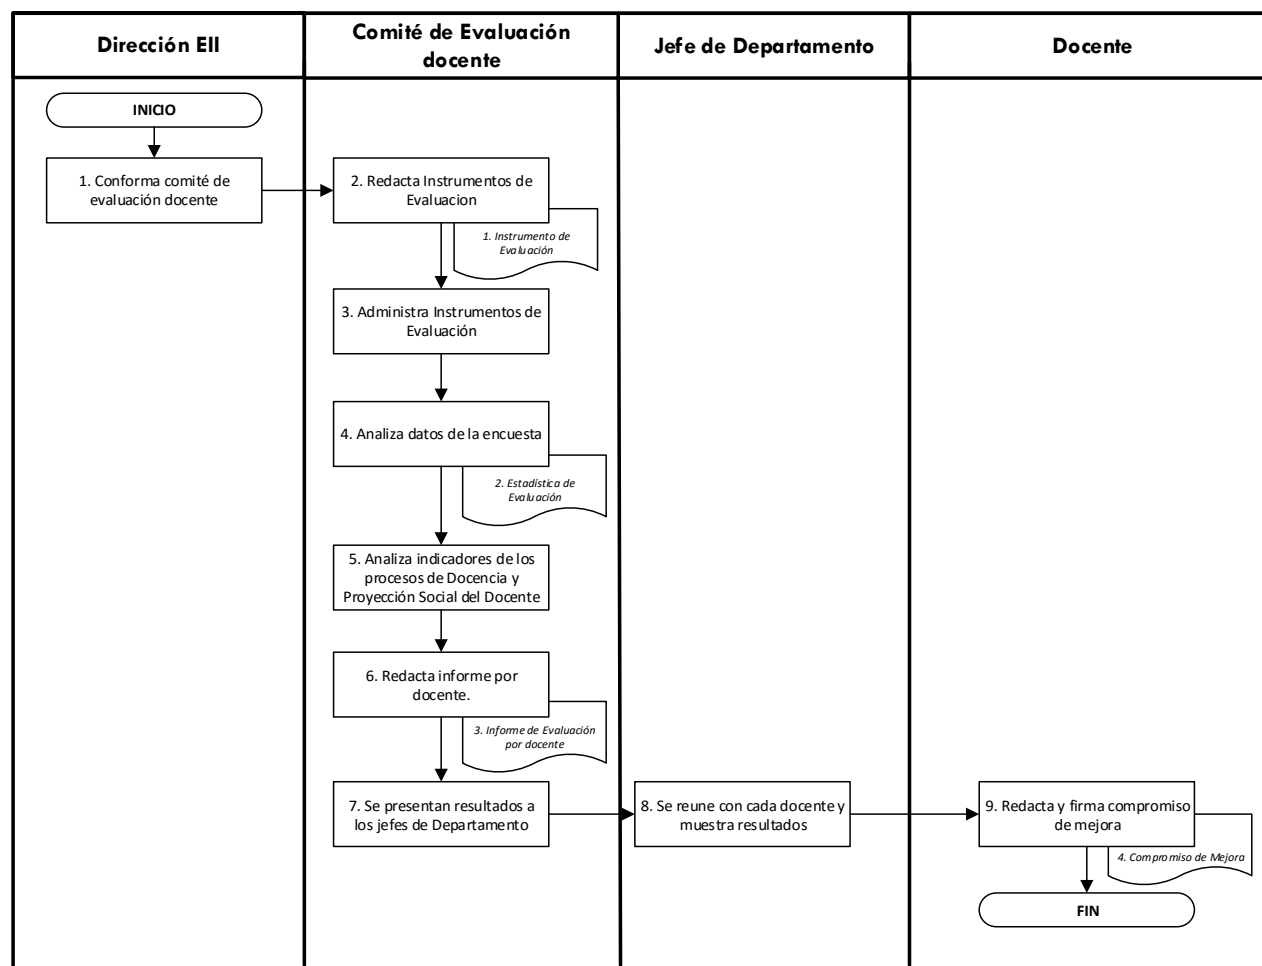 Dirección EII
Comité de Evaluación
docente
Jefe de Departamento
Docente
INICIO
1. Conforma comité de
evaluación docente
2. Redacta Instrumentos de
Evaluacion
1. Instrumento de
Evaluación
3. Administra Instrumentos de
Evaluación
4. Analiza datos de la encuesta
2. Estadística de
Evaluación
5. Analiza indicadores de los
procesos de Docencia y
Proyección Social del Docente
6. Redacta informe por
docente.
3. Informe de Evaluación
por docente
7. Se presentan resultados a
los jefes de Departamento
8. Se reune con cada docente y
muestra resultados
9. Redacta y firma compromiso
de mejora
4. Compromiso de Mejora
FIN